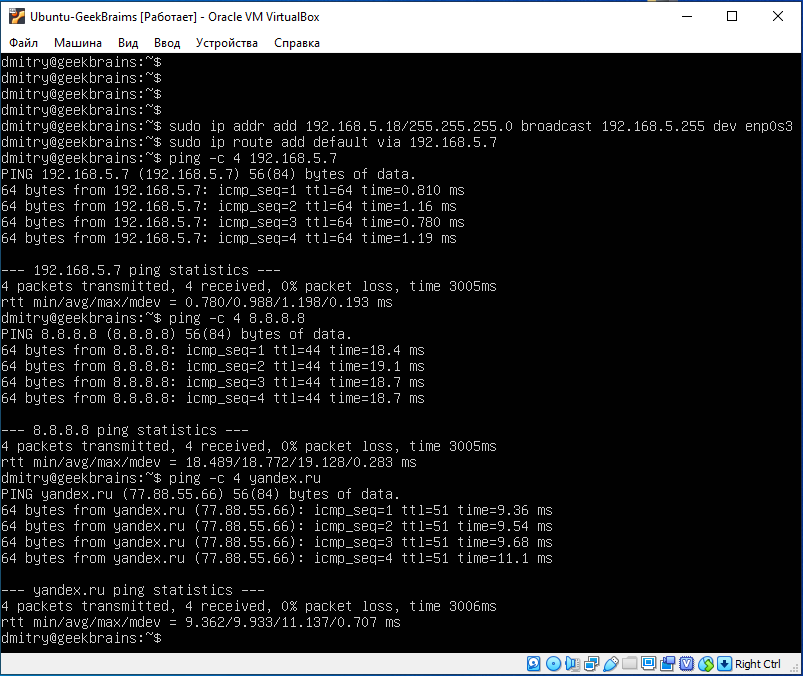 Ubuntu-GeekBraims [Работает] - Oracle VM VirtualBox
Файл Машина Вид Ввод Устройства Справка
dmitry@geekbrains:~$
dmitry@geekbrains:~$
dmitry@geekbrains:~$
dmitry@geekbrains:~$
dmitry@geekbrains:~$ sudo ip addr add 192.168.5.18/255.255.255.0 broadcast 192.168.5.255 dev enp0s3
dmitry@geekbrains:~$ sudo ip route add default via 192.168.5.7
dmitry@geekbrains:~$ ping -c 4 192.168.5.7
PING 192.168.5.7 (192.168.5.7) 56(84) bytes of data.
64 bytes from 192.168.5.7: icmp_seq=1 ttl=64 time=0.810 ms
64 bytes from 192.168.5.7: icmp_seq=2 ttl=64 time=1.16 ms
64 bytes from 192.168.5.7: icmp_seq=3 ttl=64 time=0.780 ms
64 bytes from 192.168.5.7: icmp_seq=4 ttl=64 time=1.19 ms
--- 192.168.5.7 ping statistics ---
4 packets transmitted, 4 received, 0% packet loss, time 3005ms
rtt min/avg/max/mdev = 0.780/0.988/1.198/0.193 ms
dmitry@geekbrains:~$ ping -c 4 8.8.8.8
PING 8.8.8.8 (8.8.8.8) 56(84) bytes of data.
64 bytes from 8.8.8.8: icmp_seq=1 ttl=44 time=18.4 ms
64 bytes from 8.8.8.8: icmp_seq=2 ttl=44 time=19.1 ms
64 bytes from 8.8.8.8: icmp_seq=3 ttl=44 time=18.7 ms
64 bytes from 8.8.8.8: icmp_seq=4 ttl=44 time=18.7 ms
--- 8.8.8.8 ping statistics ---
4 packets transmitted, 4 received, 0% packet loss, time 3005ms
rtt min/avg/max/mdev = 18.489/18.772/19.128/0.283 ms
dmitry@geekbrains:~$ ping -c 4 yandex.ru
PING yandex.ru (77.88.55.66) 56(84) bytes of data.
64 bytes from yandex.ru (77.88.55.66): icmp_seq=1 ttl=51 time=9.36 ms
64 bytes from yandex.ru (77.88.55.66): icmp_seq=2 ttl=51 time=9.54 ms
64 bytes from yandex.ru (77.88.55.66): icmp_seq=3 ttl=51 time=9.68 ms
64 bytes from yandex.ru (77.88.55.66): icmp_seq=4 ttl=51 time=11.1 ms
--- yandex.ru ping statistics ---
4 packets transmitted, 4 received, 0% packet loss, time 3006ms
rtt min/avg/max/mdev = 9.362/9.933/11.137/0.707 ms
dmitry@geekbrains:~$
Right Ctrl